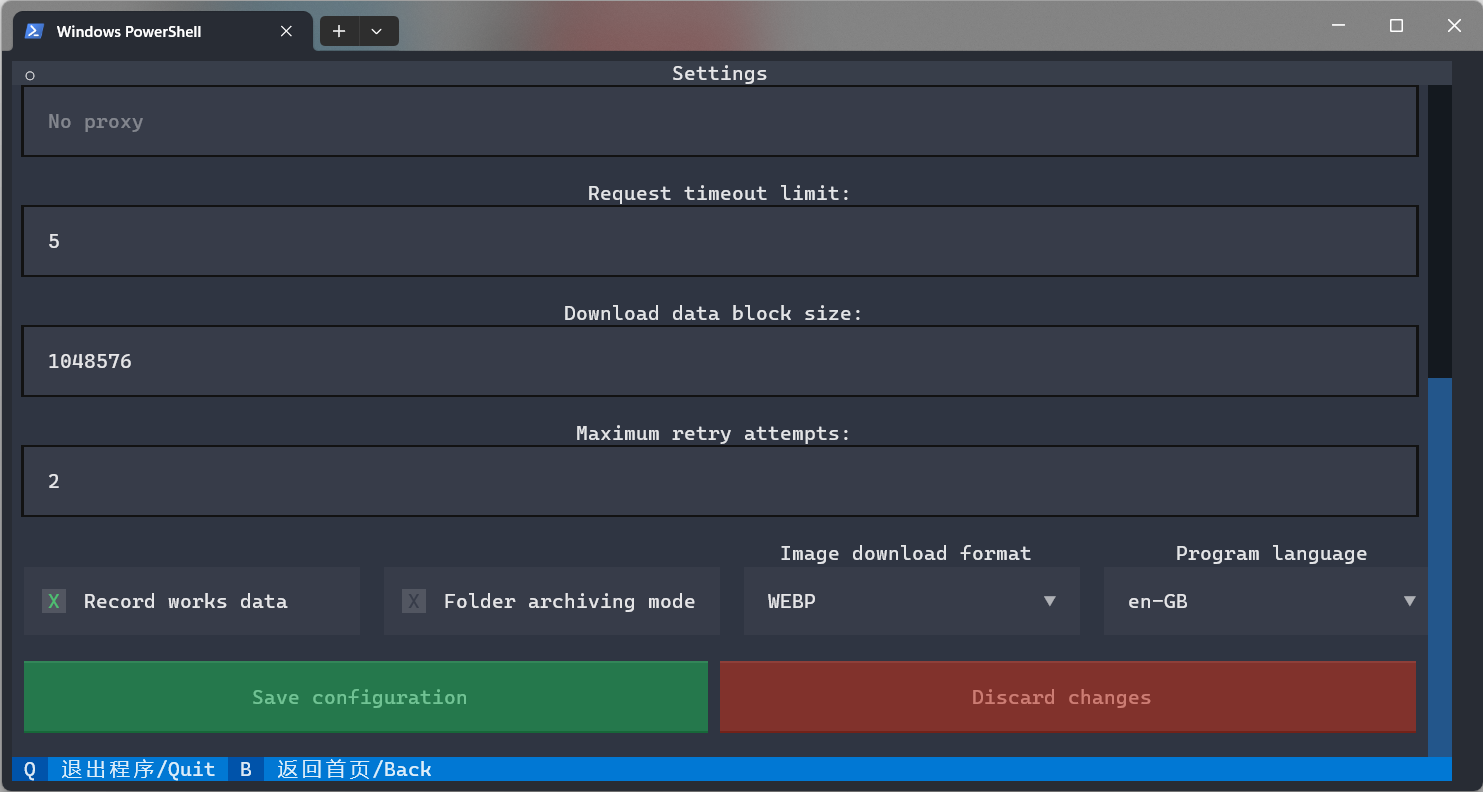 Windows PowerShell
Settings
No proxy
Request timeout limit:
5
Download data block size:
1048576
Maximum retry attempts:
2
Image download format
Program language
X Record works data
X Folder archiving mode
WEBP
en-GB
Save configuration
Discard changes
Q 退出程序/Quit B 返回首页/Back